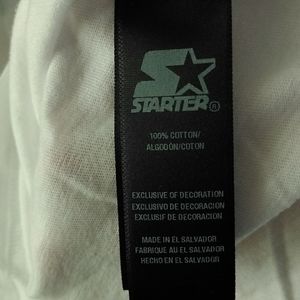 STARTER®
100% COTTON/
ALGODÓN/COTON
EXCLUSIVE OF DECORATION
EXCLUSIVO DE DECORACION
EXCLUSIF DE DECORACION
MADE IN EL SALVADOR
FABRIQUE AU EL SALVADOR
HECHO EN EL SALVADOR